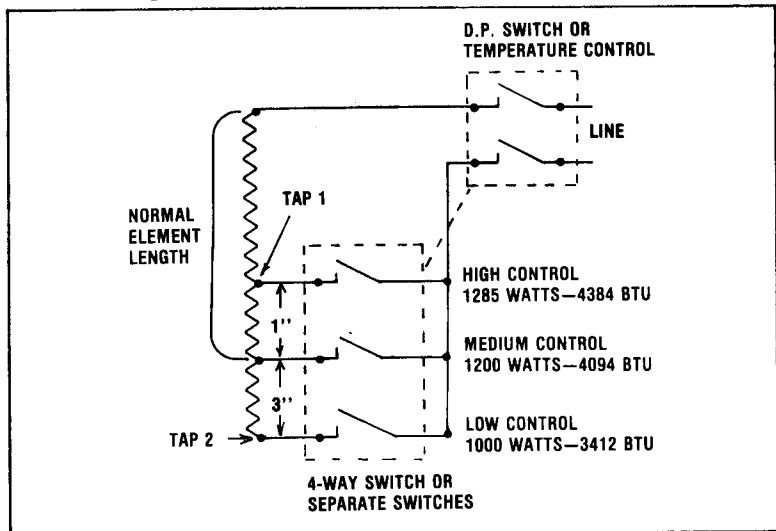 D.P. SWITCH OR
TEMPERATURE CONTROL
LINE
TAP 1
NORMAL
ELEMENT
LENGTH
HIGH CONTROL
1285 WATTS—4384 BTU
1''
MEDIUM CONTROL
1200 WATTS—4094 BTU
3''
LOW CONTROL
1000 WATTS—3412 BTU
TAP 2
4-WAY SWITCH OR
SEPARATE SWITCHES